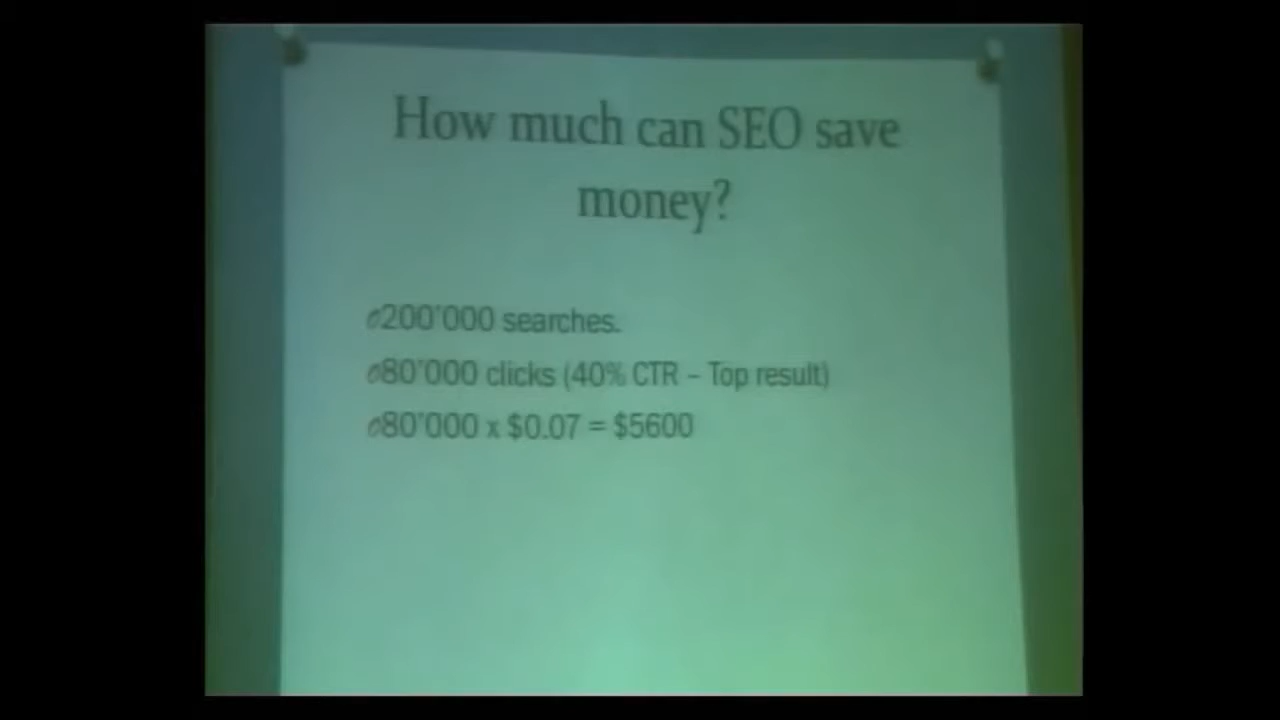 How much can SEO save
money?
200'000 searches.
80'000 clicks (40% CTR – Top result)
80'000 x $0.07 = $5600